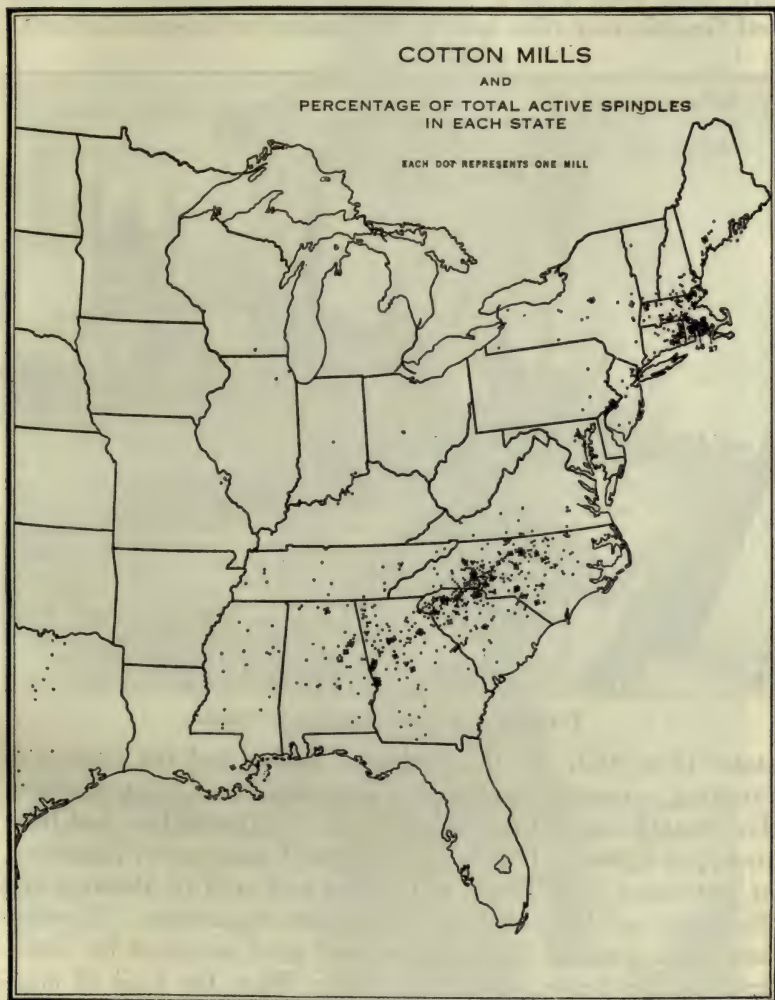 COTTON MILLS
AND
PERCENTAGE OF TOTAL ACTIVE SPINDLES
IN EACH STATE
EACH DOT REPRESENTS ONE MILL